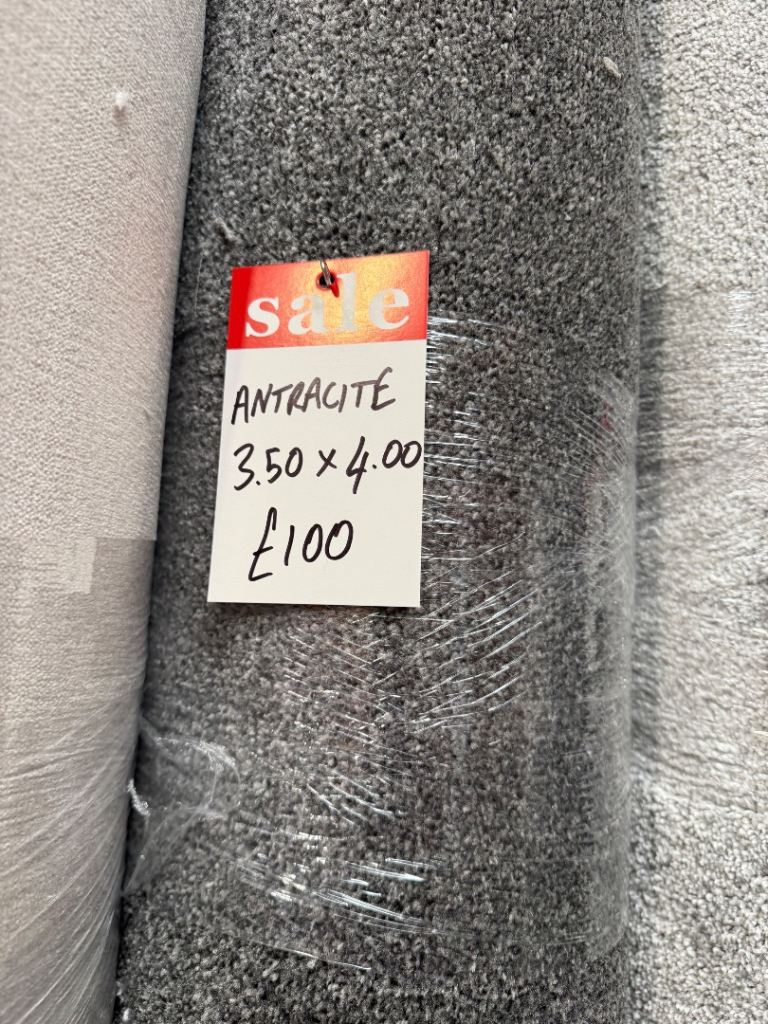 sale
ANTRACITE
3.50 x 4.00
£100